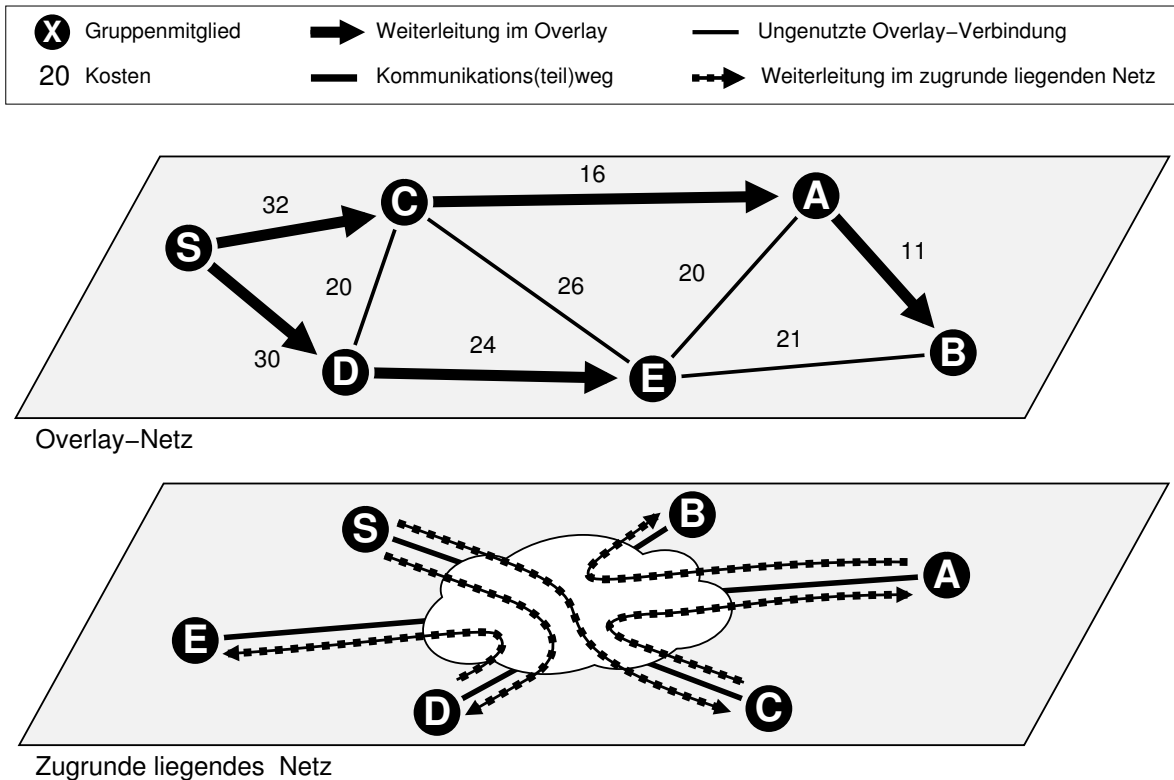 X Gruppenmitglied Weiterleitung im Overlay Ungenutzte Overlay−Verbindung
20 Kosten Kommunikations(teil)weg Weiterleitung im zugrunde liegenden Netz
16
A
32 C
S 11
20 26 20
30 24 21
D E B
Overlay−Netz
S B
A
E
D C
Zugrunde liegendes Netz